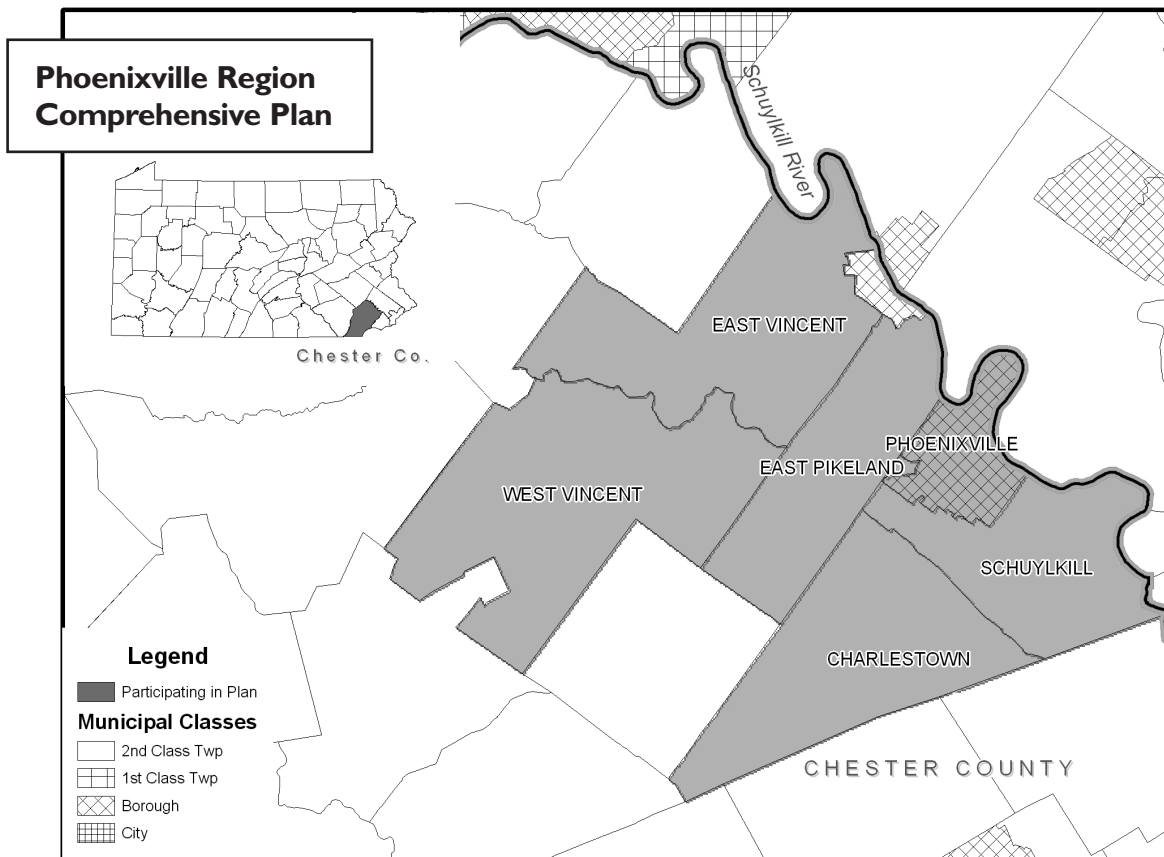 Phoenixville Region
Comprehensive Plan
Schuylkill River
Chester Co.
EAST VINCENT
PHOENIXVILLE
EAST PIKELAND
WEST VINCENT
SCHUYLKILL
CHARLESTOWN
CHESTER COUNTY
Legend
Participating in Plan
Municipal Classes
2nd Class Twp
1st Class Twp
Borough
City